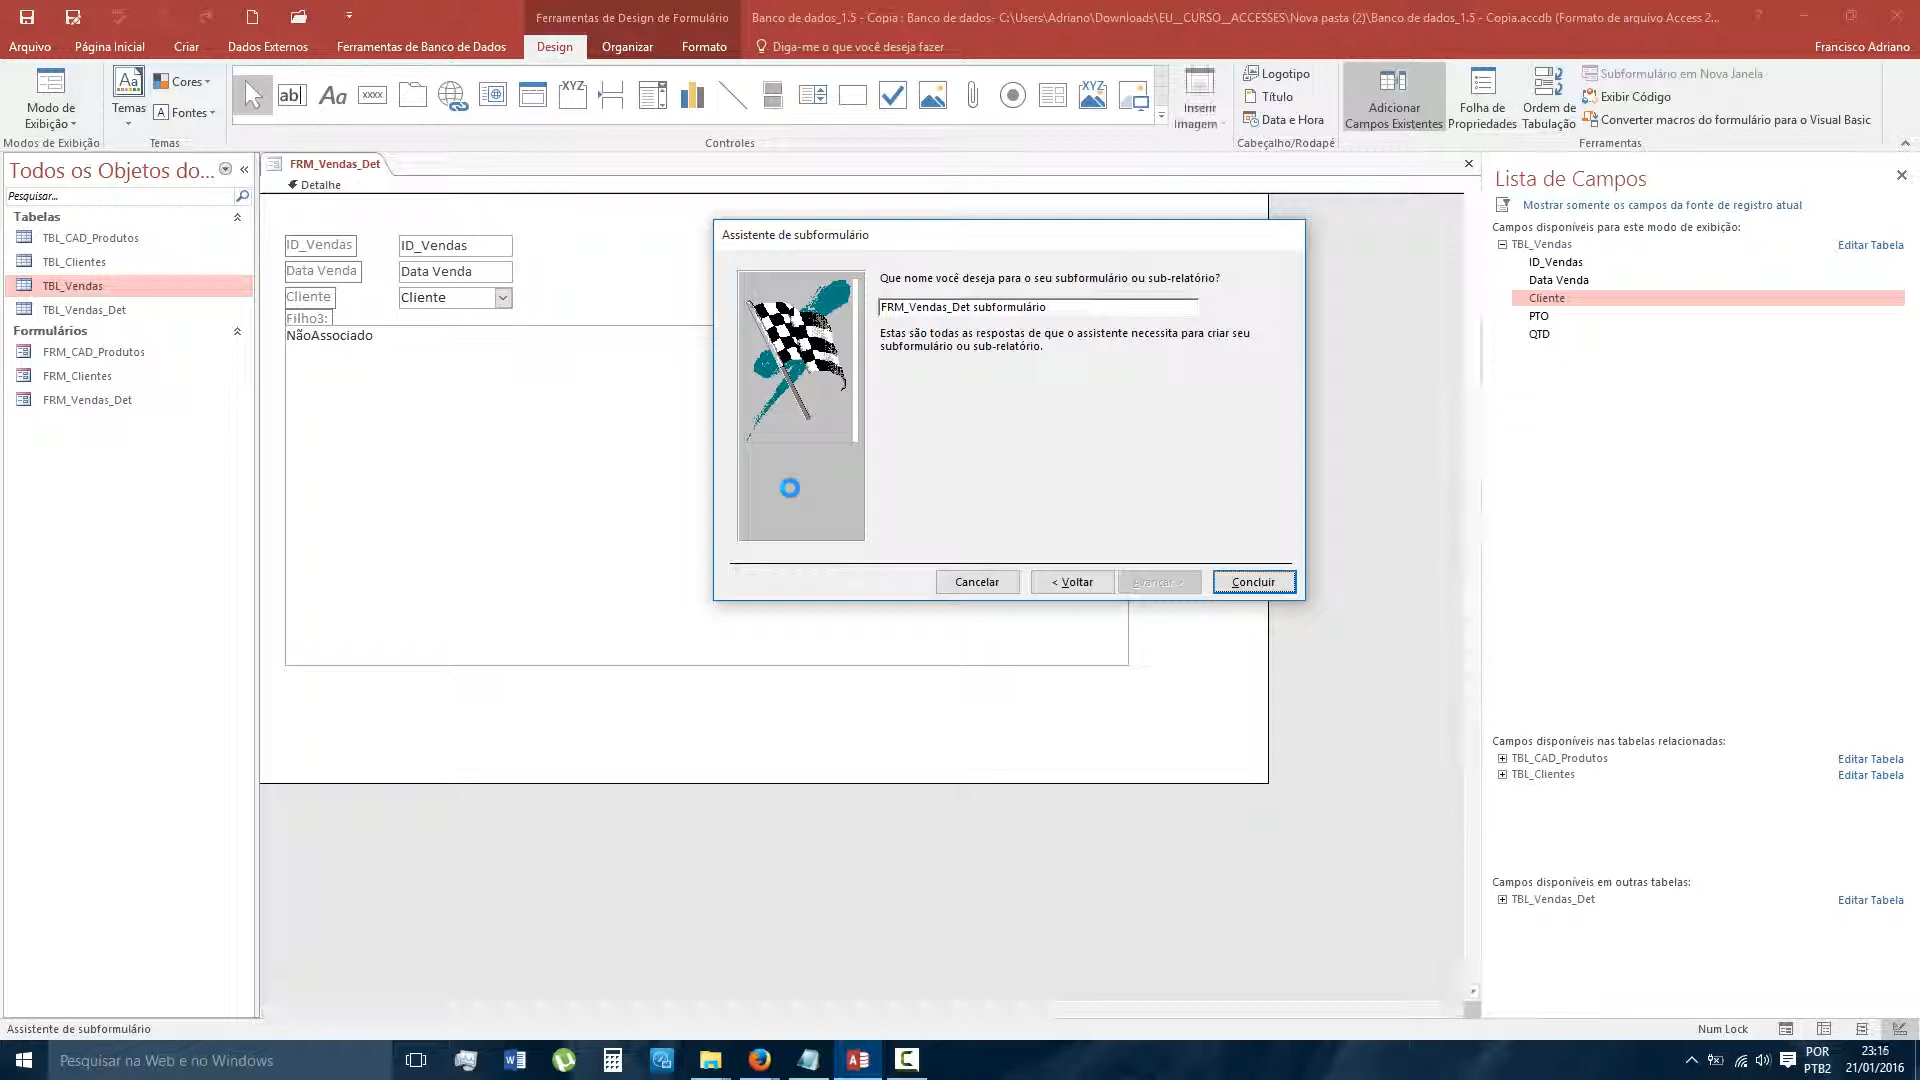 Ferramentas de Design de Formulário
Banco de dados_1.5 - Copia : Banco de dados- C:\Users\Adriano\Downloads\EU__CURSO__ACCESSES\Nova pasta (2)\Banco de dados_1.5 - Copia.accdb (Formato de arquivo Access 2...
Arquivo
Página Inicial
Criar
Dados Externos
Ferramentas de Banco de Dados
Design
Organizar
Formato
Diga-me o que você deseja fazer
Francisco Adriano
Modo de
Exibição
Modos de Exibição
Aa
Temas
Cores
Fontes
Temas
ab|
Aa
xxxx
XYZ
XYZ
Controles
Inserir
Imagem
Logotipo
Título
Data e Hora
Cabeçalho/Rodapé
Adicionar
Campos Existentes
Folha de
Propriedades
Ordem de
Tabulação
Subformulário em Nova Janela
Exibir Código
Converter macros do formulário para o Visual Basic
Ferramentas
Todos os Objetos do...
Pesquisar...
Tabelas
TBL_CAD_Produtos
TBL_Clientes
TBL_Vendas
TBL_Vendas_Det
Formulários
FRM_CAD_Produtos
FRM_Clientes
FRM_Vendas_Det
FRM_Vendas_Det
Detalhe
ID_Vendas
ID_Vendas
Data Venda
Data Venda
Cliente
Cliente
Filho3:
NãoAssociado
Assistente de subformulário
Que nome você deseja para o seu subformulário ou sub-relatório?
FRM_Vendas_Det subformulário
Estas são todas as respostas de que o assistente necessita para criar seu
subformulário ou sub-relatório.
Cancelar
< Voltar
Avançar >
Concluir
Lista de Campos
Mostrar somente os campos da fonte de registro atual
Campos disponíveis para este modo de exibição:
TBL_Vendas
Editar Tabela
ID_Vendas
Data Venda
Cliente
PTO
QTD
Campos disponíveis nas tabelas relacionadas:
TBL_CAD_Produtos
Editar Tabela
TBL_Clientes
Editar Tabela
Campos disponíveis em outras tabelas:
TBL_Vendas_Det
Editar Tabela
Assistente de subformulário
Num Lock
Pesquisar na Web e no Windows
POR
PTB2
23:16
21/01/2016